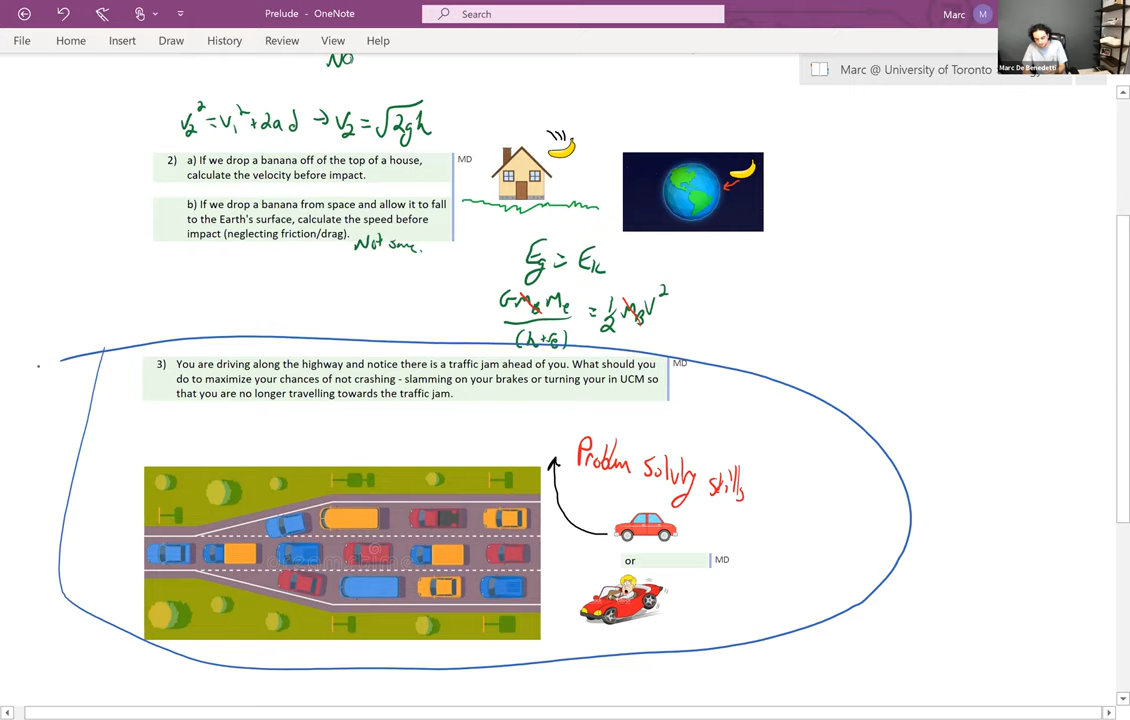 Prelude - OneNote
Search
Marc
M
File
Home
Insert
Draw
History
Review
View
Help
Marc De Benedetti
Marc @ University of Toronto
No
v₂² = v₁² + 2ad → v₂ = √2gh
2) a) If we drop a banana off of the top of a house,
calculate the velocity before impact.
MD
b) If we drop a banana from space and allow it to fall
to the Earth's surface, calculate the speed before
impact (neglecting friction/drag).
Not same.
Eg = Ek
G Me
= 1/2 v²
(h+re)
3) You are driving along the highway and notice there is a traffic jam ahead of you. What should you
do to maximize your chances of not crashing - slamming on your brakes or turning your in UCM so
that you are no longer travelling towards the traffic jam.
MD
Problem solving skills
dreamstime
or
MD